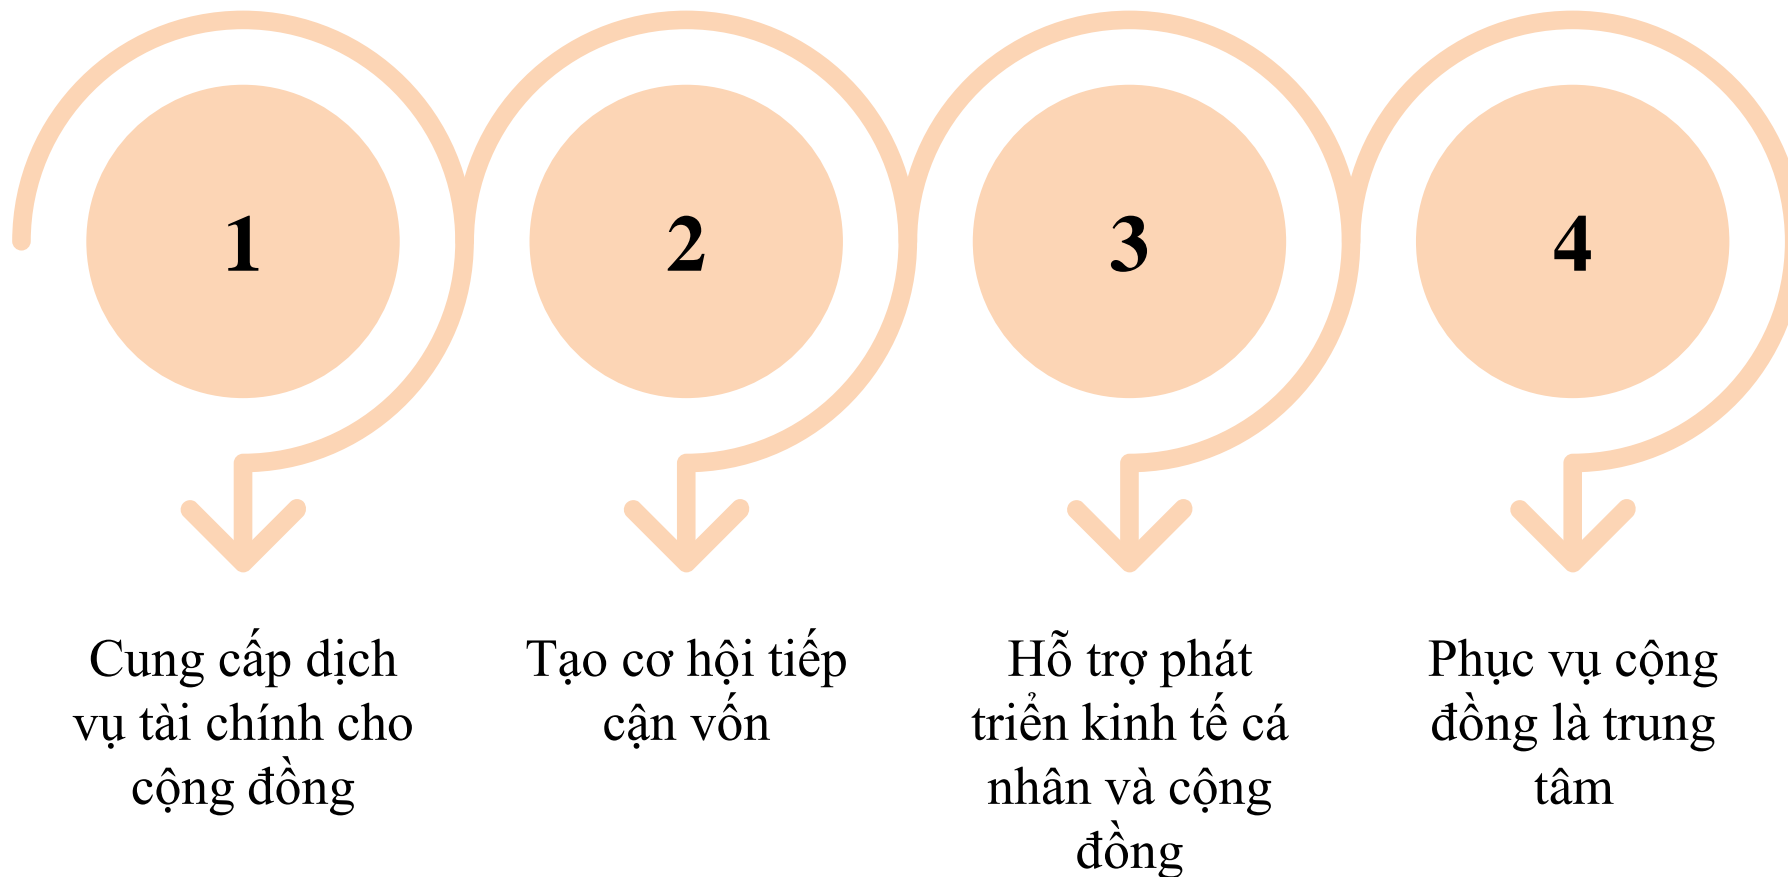 1
2
3
4
Cung cấp dịch
vụ tài chính cho
cộng đồng
Tạo cơ hội tiếp
cận vốn
Hỗ trợ phát
triển kinh tế cá
nhân và cộng
đồng
Phục vụ cộng
đồng là trung
tâm